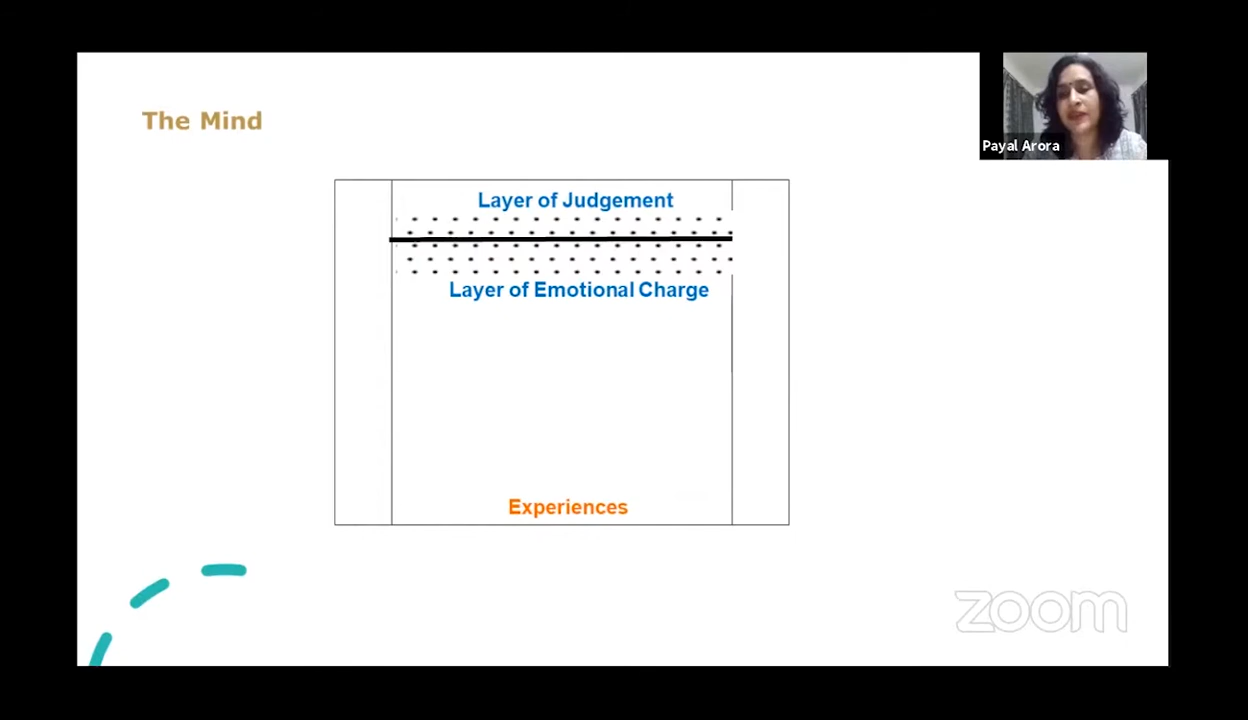 The Mind
Payal Arora
Layer of Judgement
Layer of Emotional Charge
Experiences
zoom